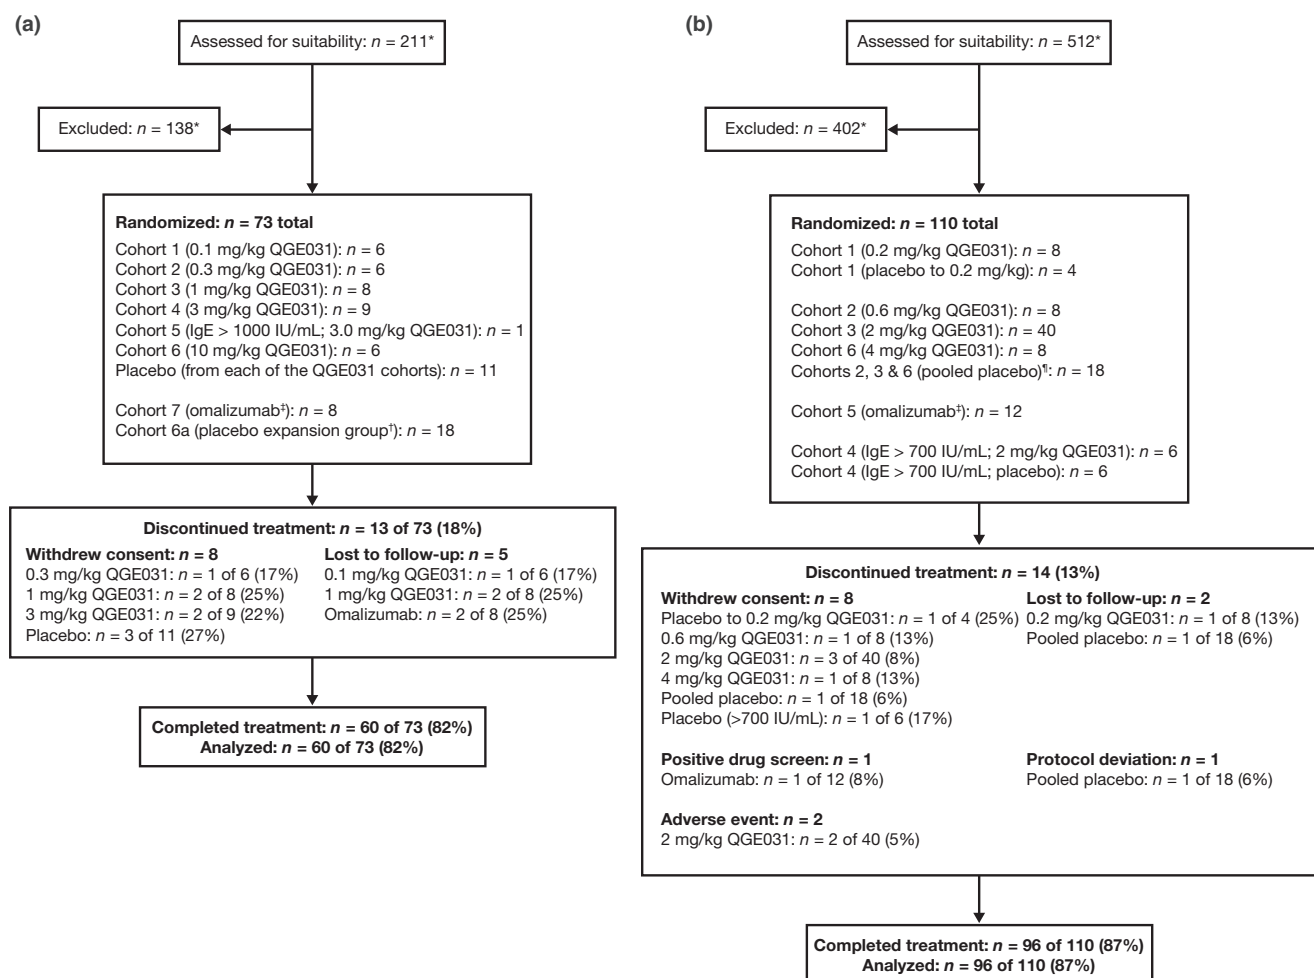 (a)
Assessed for suitability: n = 211*
Excluded: n = 138*
Randomized: n = 73 total
Cohort 1 (0.1 mg/kg QGE031): n = 6
Cohort 2 (0.3 mg/kg QGE031): n = 6
Cohort 3 (1 mg/kg QGE031): n = 8
Cohort 4 (3 mg/kg QGE031): n = 9
Cohort 5 (IgE > 1000 IU/mL; 3.0 mg/kg QGE031): n = 1
Cohort 6 (10 mg/kg QGE031): n = 6
Placebo (from each of the QGE031 cohorts): n = 11
Cohort 7 (omalizumab‡): n = 8
Cohort 6a (placebo expansion group†): n = 18
Discontinued treatment: n = 13 of 73 (18%)
Withdrew consent: n = 8
0.3 mg/kg QGE031: n = 1 of 6 (17%)
1 mg/kg QGE031: n = 2 of 8 (25%)
3 mg/kg QGE031: n = 2 of 9 (22%)
Placebo: n = 3 of 11 (27%)
Lost to follow-up: n = 5
0.1 mg/kg QGE031: n = 1 of 6 (17%)
1 mg/kg QGE031: n = 2 of 8 (25%)
Omalizumab: n = 2 of 8 (25%)
Completed treatment: n = 60 of 73 (82%)
Analyzed: n = 60 of 73 (82%)
(b)
Assessed for suitability: n = 512*
Excluded: n = 402*
Randomized: n = 110 total
Cohort 1 (0.2 mg/kg QGE031): n = 8
Cohort 1 (placebo to 0.2 mg/kg): n = 4
Cohort 2 (0.6 mg/kg QGE031): n = 8
Cohort 3 (2 mg/kg QGE031): n = 40
Cohort 6 (4 mg/kg QGE031): n = 8
Cohorts 2, 3 & 6 (pooled placebo)¶: n = 18
Cohort 5 (omalizumab‡): n = 12
Cohort 4 (IgE > 700 IU/mL; 2 mg/kg QGE031): n = 6
Cohort 4 (IgE > 700 IU/mL; placebo): n = 6
Discontinued treatment: n = 14 (13%)
Withdrew consent: n = 8
Placebo to 0.2 mg/kg QGE031: n = 1 of 4 (25%)
0.6 mg/kg QGE031: n = 1 of 8 (13%)
2 mg/kg QGE031: n = 3 of 40 (8%)
4 mg/kg QGE031: n = 1 of 8 (13%)
Pooled placebo: n = 1 of 18 (6%)
Placebo (>700 IU/mL): n = 1 of 6 (17%)
Lost to follow-up: n = 2
0.2 mg/kg QGE031: n = 1 of 8 (13%)
Pooled placebo: n = 1 of 18 (6%)
Positive drug screen: n = 1
Omalizumab: n = 1 of 12 (8%)
Protocol deviation: n = 1
Pooled placebo: n = 1 of 18 (6%)
Adverse event: n = 2
2 mg/kg QGE031: n = 2 of 40 (5%)
Completed treatment: n = 96 of 110 (87%)
Analyzed: n = 96 of 110 (87%)